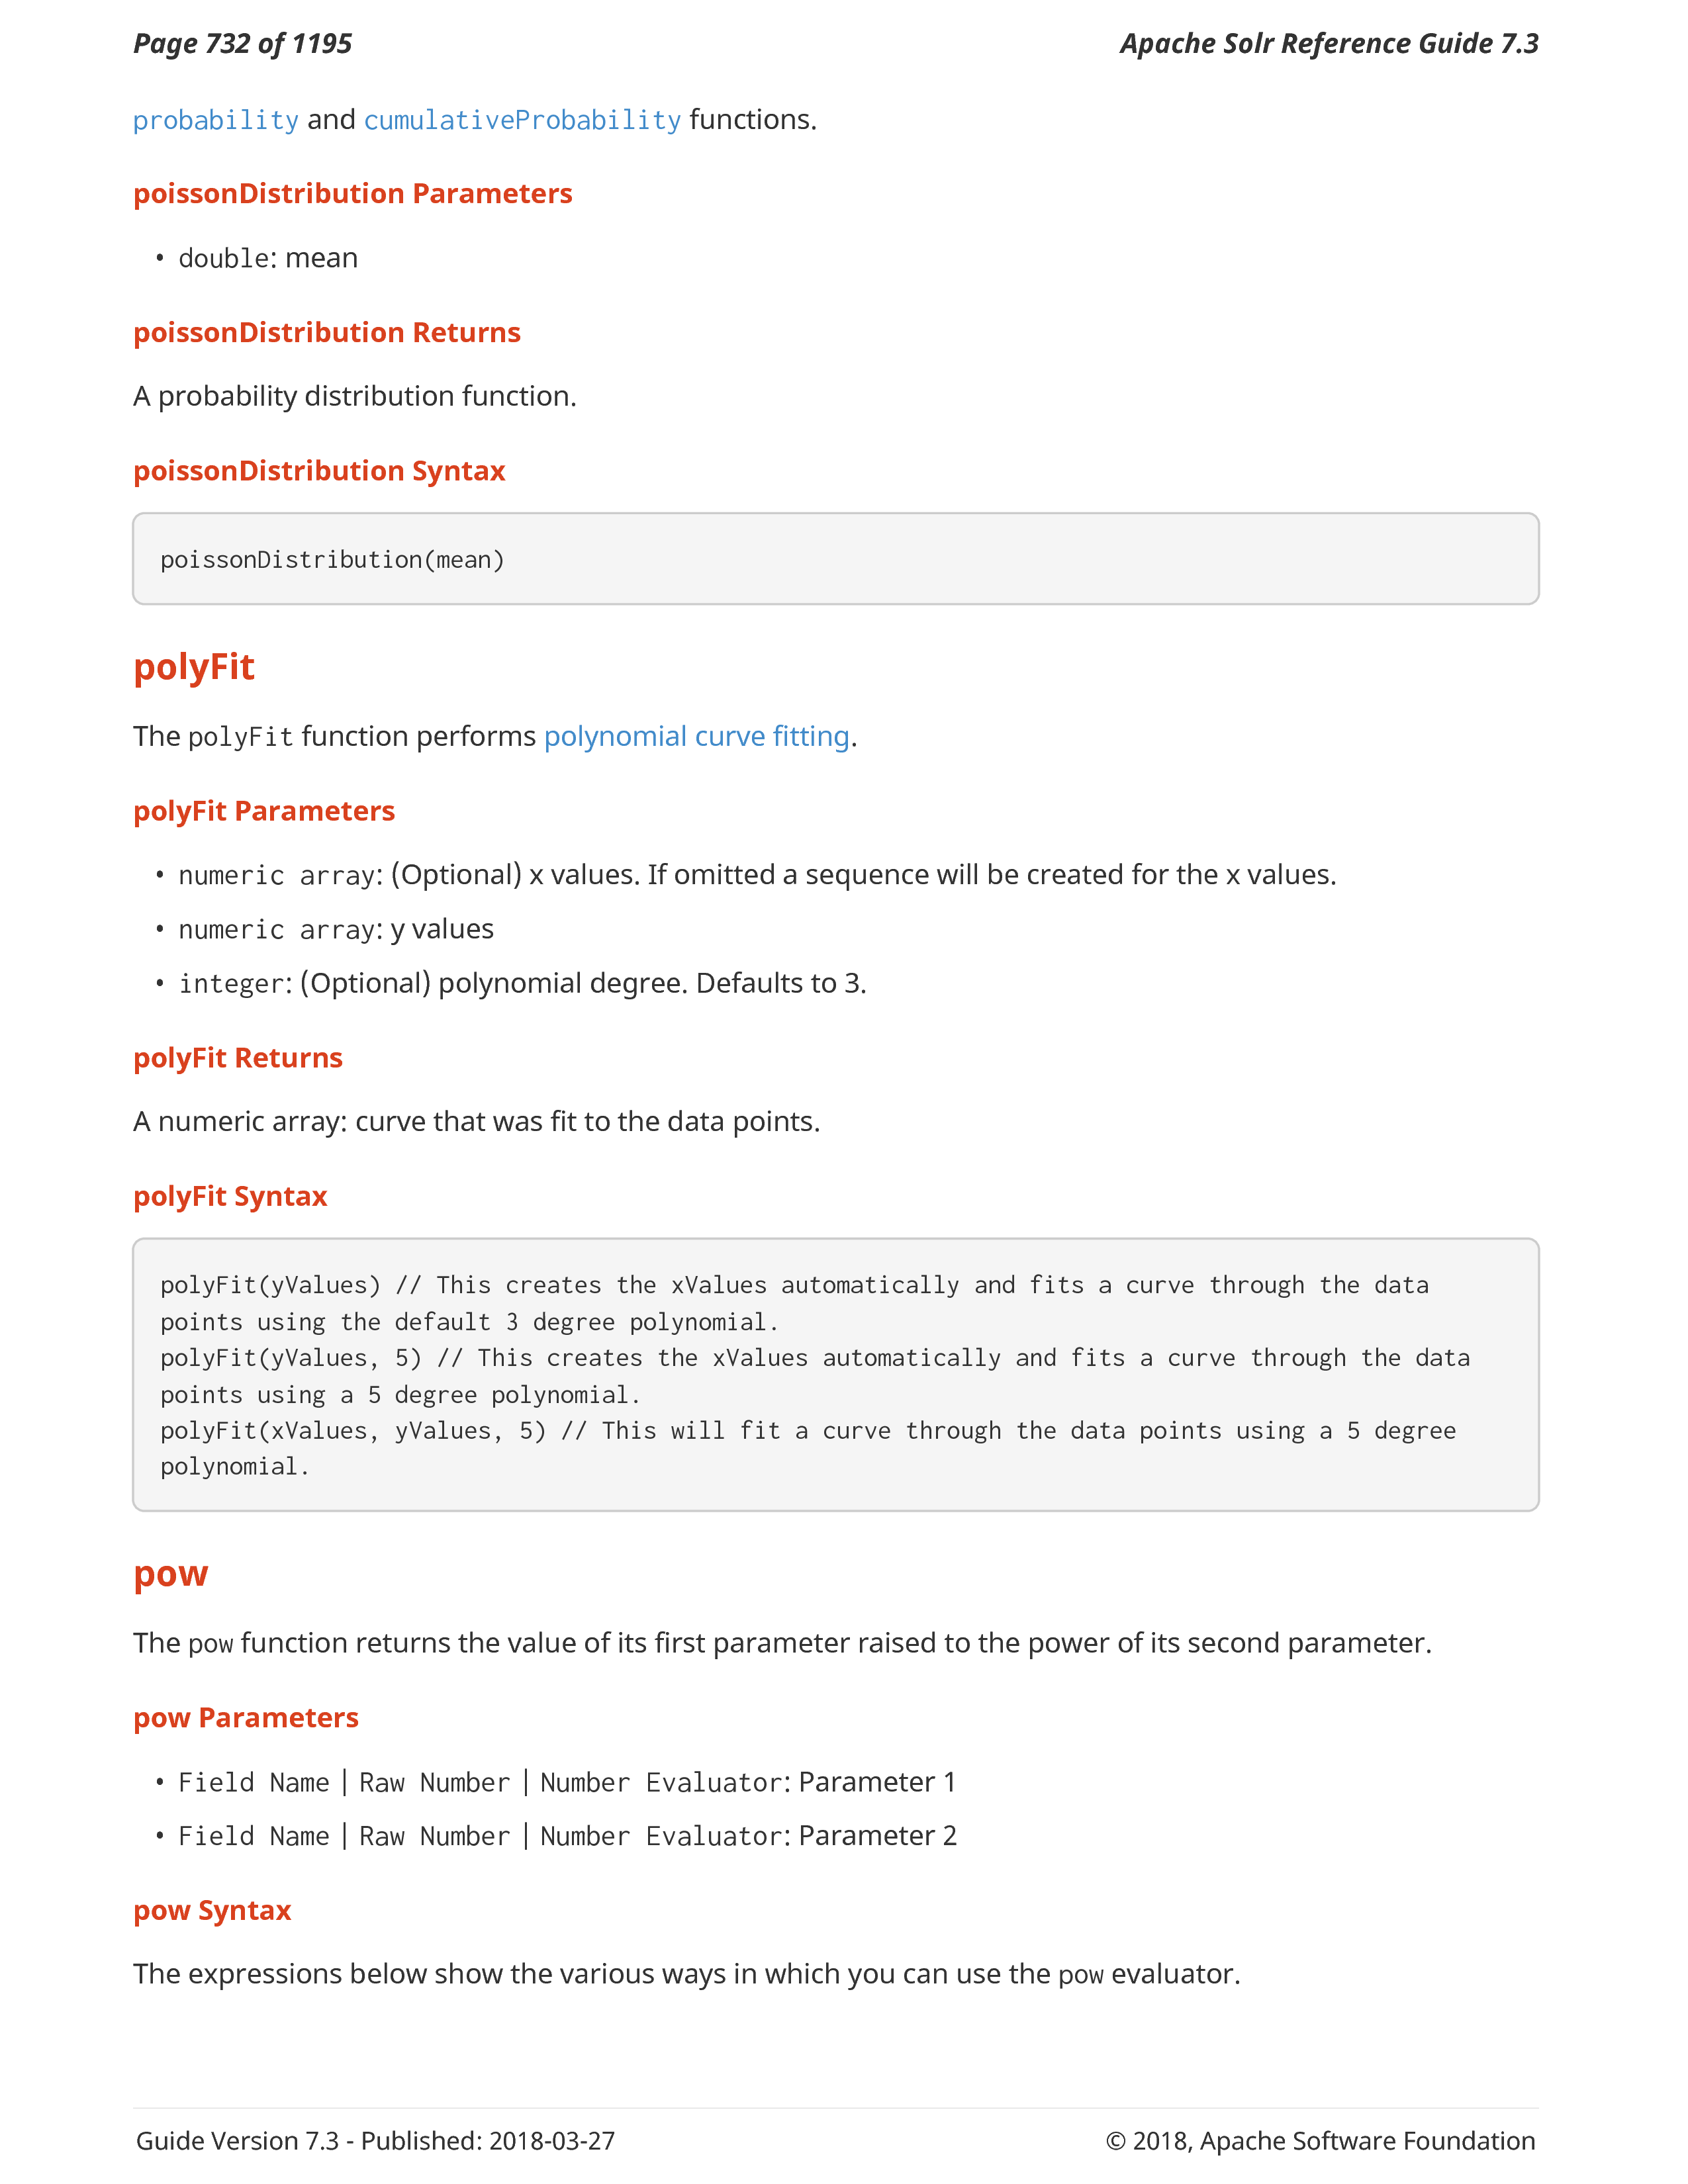 Page 732 of 1195 Apache Solr Reference Guide 7.3
probability and cumulativeProbability functions.
poissonDistribution Parameters
• double: mean
poissonDistribution Returns
A probability distribution function.
poissonDistribution Syntax
poissonDistribution(mean)
polyFit
The polyFit function performs polynomial curve fitting.
polyFit Parameters
• numeric array: (Optional) x values. If omitted a sequence will be created for the x values.
• numeric array: y values
• integer: (Optional) polynomial degree. Defaults to 3.
polyFit Returns
A numeric array: curve that was fit to the data points.
polyFit Syntax
polyFit(yValues) // This creates the xValues automatically and fits a curve through the data
points using the default 3 degree polynomial.
polyFit(yValues, 5) // This creates the xValues automatically and fits a curve through the data
points using a 5 degree polynomial.
polyFit(xValues, yValues, 5) // This will fit a curve through the data points using a 5 degree
polynomial.
pow
The pow function returns the value of its first parameter raised to the power of its second parameter.
pow Parameters
• Field Name | Raw Number | Number Evaluator: Parameter 1
• Field Name | Raw Number | Number Evaluator: Parameter 2
pow Syntax
The expressions below show the various ways in which you can use the pow evaluator.
Guide Version 7.3 - Published: 2018-03-27 © 2018, Apache Software Foundation